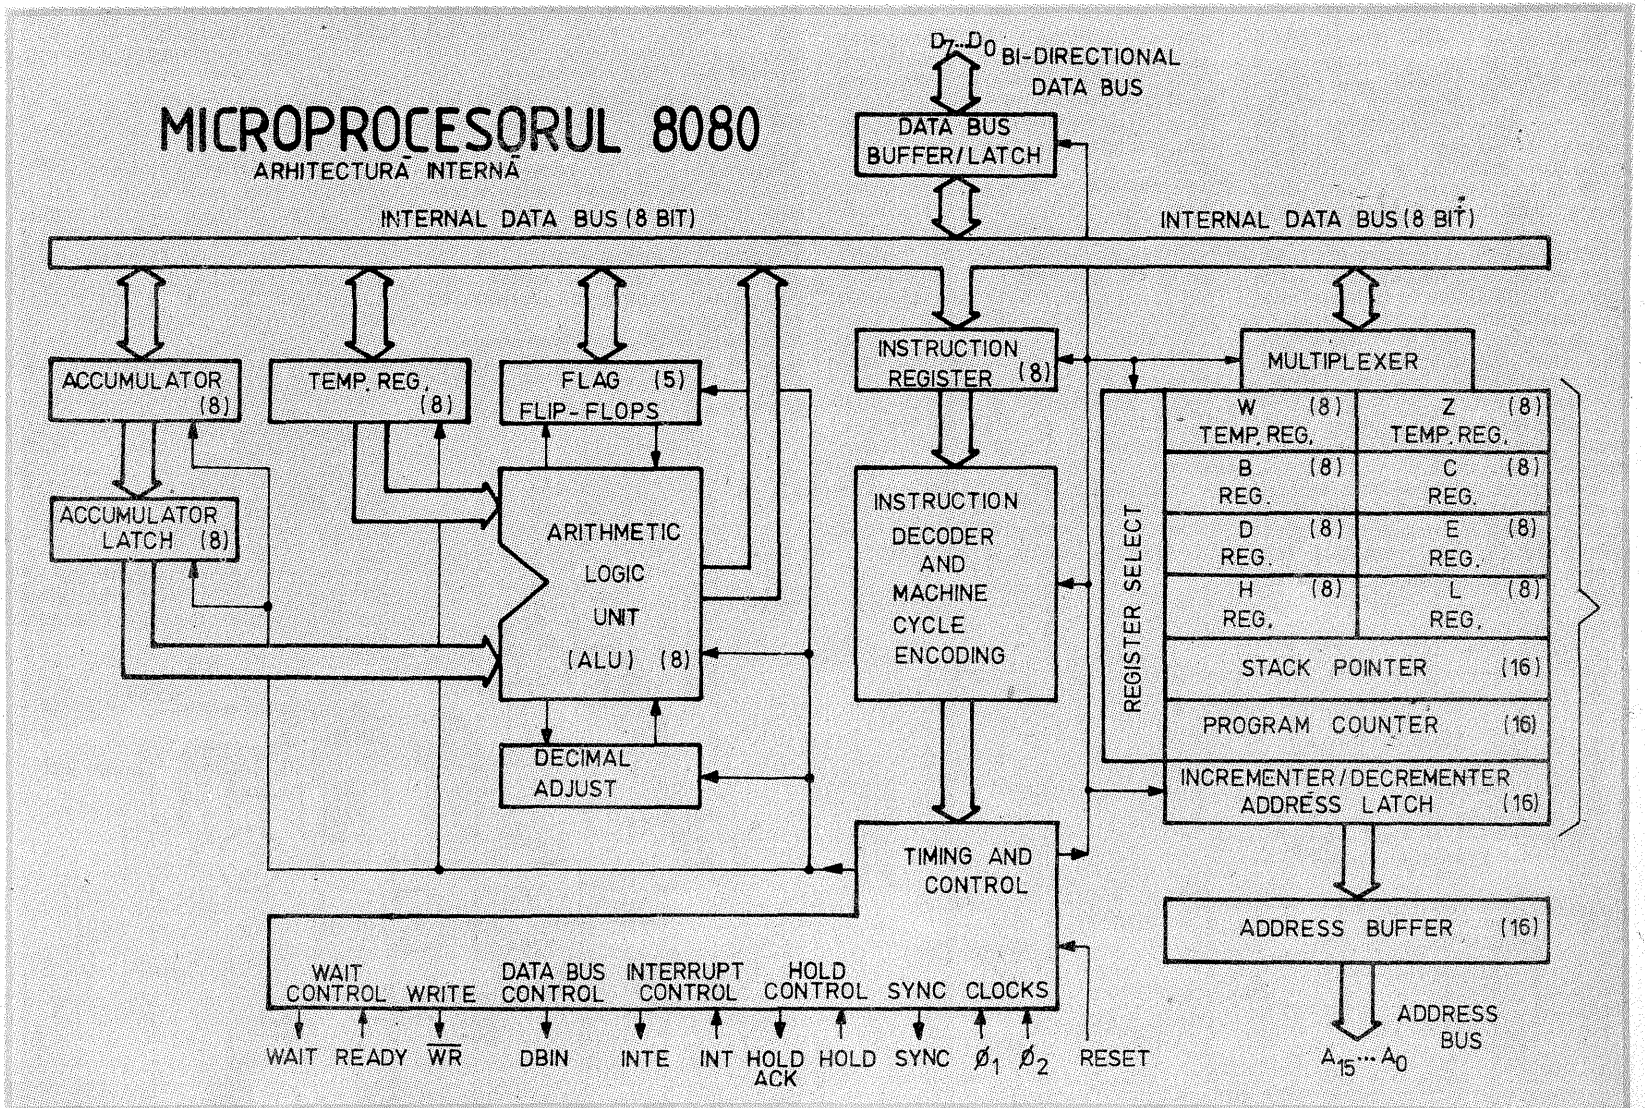 D7...D0 BI-DIRECTIONAL
DATA BUS
MICROPROCESORUL 8080
ARHITECTURĀ INTERNĀ
DATA BUS
BUFFER/LATCH
INTERNAL DATA BUS (8 BIT)
INTERNAL DATA BUS (8 BIT)
ACCUMULATOR
(8)
TEMP. REG.
(8)
FLAG (5)
FLIP-FLOPS
INSTRUCTION
REGISTER (8)
MULTIPLEXER
ACCUMULATOR
LATCH (8)
ARITHMETIC
LOGIC
UNIT
(ALU) (8)
DECIMAL
ADJUST
INSTRUCTION
DECODER
AND
MACHINE
CYCLE
ENCODING
REGISTER SELECT
W (8)
TEMP. REG.
Z (8)
TEMP. REG.
B (8)
REG.
C (8)
REG.
D (8)
REG.
E (8)
REG.
H (8)
REG.
L (8)
REG.
STACK POINTER (16)
PROGRAM COUNTER (16)
INCREMENTER/DECREMENTER
ADDRESS LATCH (16)
TIMING AND
CONTROL
ADDRESS BUFFER (16)
WAIT
CONTROL
WRITE
DATA BUS
CONTROL
INTERRUPT
CONTROL
HOLD
CONTROL
SYNC
CLOCKS
WAIT
READY
W̅R̅
DBIN
INTE
INT
HOLD
ACK
HOLD
SYNC
Ø1
Ø2
RESET
ADDRESS
BUS
A15...A0